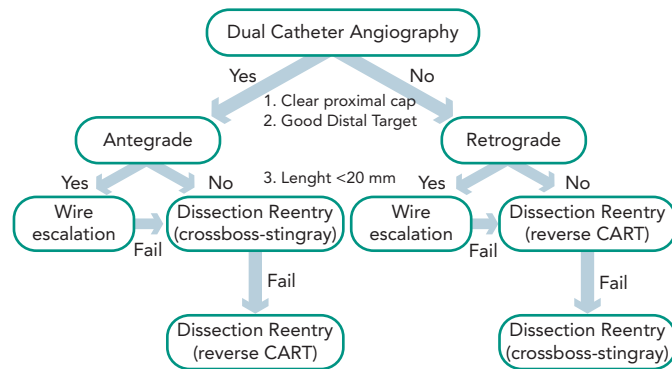 Dual Catheter Angiography
Yes
No
1. Clear proximal cap
2. Good Distal Target
Antegrade
Retrograde
Yes
No
3. Lenght <20 mm
Yes
No
Wire
escalation
Fail
Dissection Reentry
(crossboss-stingray)
Wire
escalation
Fail
Dissection Reentry
(reverse CART)
Fail
Fail
Dissection Reentry
(reverse CART)
Dissection Reentry
(crossboss-stingray)